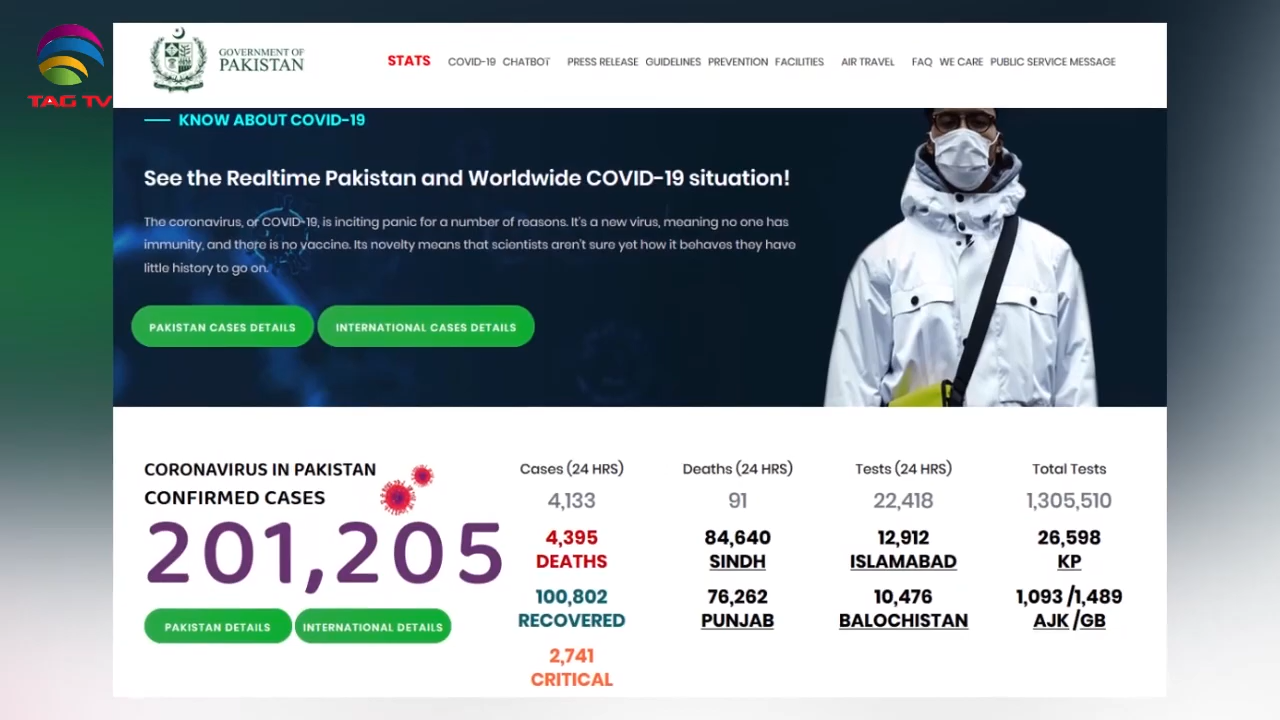 TAG TV
GOVERNMENT OF
PAKISTAN
STATS COVID-19 CHATBOT PRESS RELEASE GUIDELINES PREVENTION FACILITIES AIR TRAVEL FAQ WE CARE PUBLIC SERVICE MESSAGE
KNOW ABOUT COVID-19
See the Realtime Pakistan and Worldwide COVID-19 situation!
The coronavirus, or COVID-19, is inciting panic for a number of reasons. It's a new virus, meaning no one has
immunity, and there is no vaccine. Its novelty means that scientists aren't sure yet how it behaves they have
little history to go on.
PAKISTAN CASES DETAILS INTERNATIONAL CASES DETAILS
CORONAVIRUS IN PAKISTAN
CONFIRMED CASES
201,205
PAKISTAN DETAILS INTERNATIONAL DETAILS
Cases (24 HRS) Deaths (24 HRS) Tests (24 HRS) Total Tests
4,133 91 22,418 1,305,510
4,395 84,640 12,912 26,598
DEATHS SINDH ISLAMABAD KP
100,802 76,262 10,476 1,093 /1,489
RECOVERED PUNJAB BALOCHISTAN AJK /GB
2,741
CRITICAL